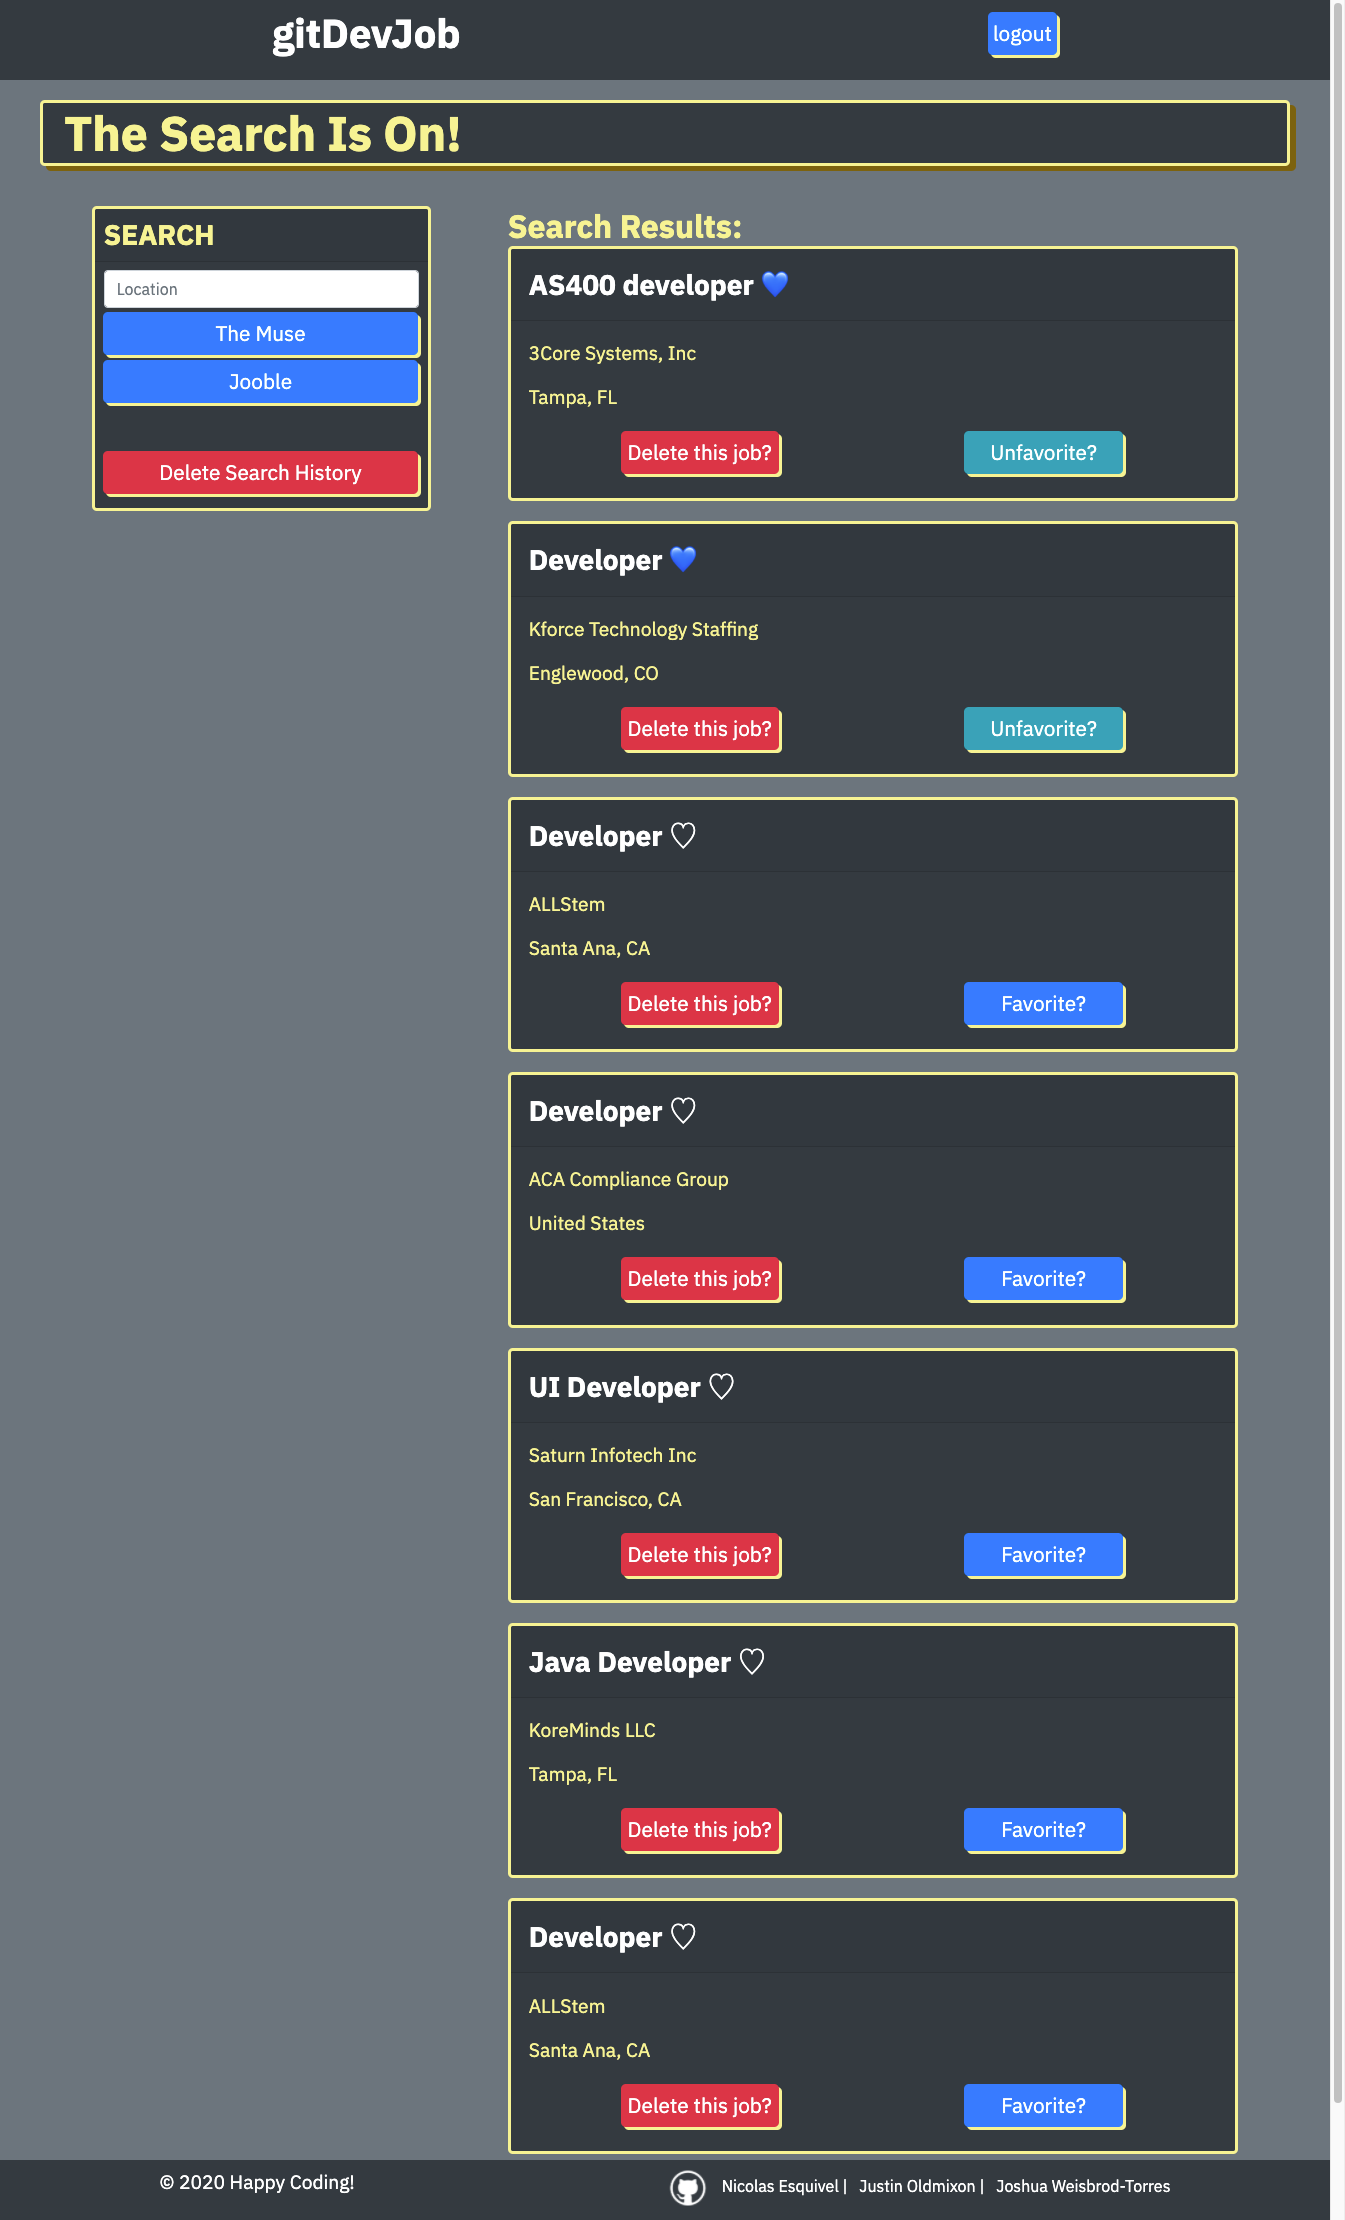 gitDevJob
logout
The Search Is On!
SEARCH
Location
The Muse
Jooble
Delete Search History
Search Results:
AS400 developer 💙
3Core Systems, Inc
Tampa, FL
Delete this job? Unfavorite?
Developer 💙
Kforce Technology Staffing
Englewood, CO
Delete this job? Unfavorite?
Developer ♡
ALLStem
Santa Ana, CA
Delete this job? Favorite?
Developer ♡
ACA Compliance Group
United States
Delete this job? Favorite?
UI Developer ♡
Saturn Infotech Inc
San Francisco, CA
Delete this job? Favorite?
Java Developer ♡
KoreMinds LLC
Tampa, FL
Delete this job? Favorite?
Developer ♡
ALLStem
Santa Ana, CA
Delete this job? Favorite?
© 2020 Happy Coding!
Nicolas Esquivel | Justin Oldmixon | Joshua Weisbrod-Torres